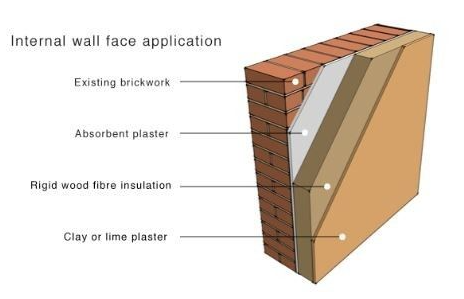 Internal wall face application
Existing brickwork
Absorbent plaster
Rigid wood fibre insulation
Clay or lime plaster